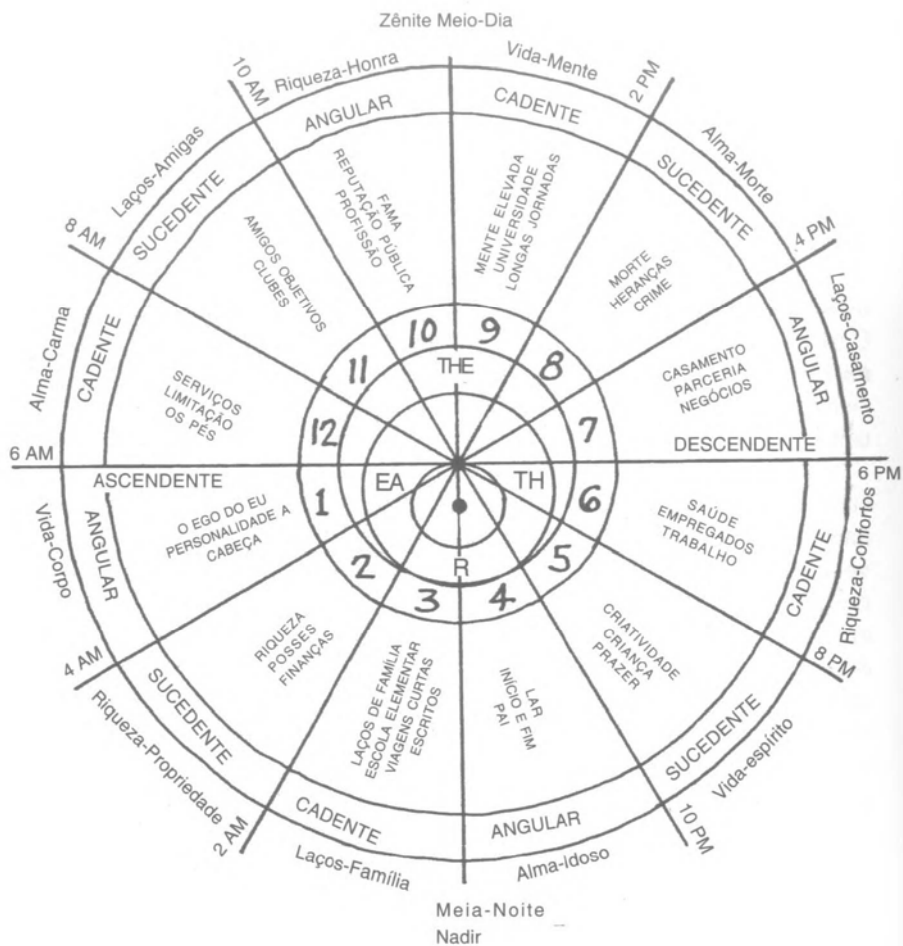 Zênite Meio-Dia
Riqueza-Honra
Vida-Mente
10 AM
2 PM
ANGULAR
CADENTE
Laços-Amigas
Alma-Morte
SUCEDENTE
SUCEDENTE
8 AM
4 PM
FAMA
REPUTAÇÃO PÚBLICA
PROFISSÃO
MENTE ELEVADA
UNIVERSIDADE
LONGAS JORNADAS
AMIGOS OBJETIVOS
CLUBES
MORTE
HERANÇAS
CRIME
Alma-Carma
CADENTE
ANGULAR
Laços-Casamento
SERVIÇOS
LIMITAÇÃO
OS PÉS
CASAMENTO
PARCERIA
NEGÓCIOS
10
9
11
8
12
7
THE
6 AM
ASCENDENTE
DESCENDENTE
6 PM
EA
TH
R
1
6
2
5
3
4
Vida-Corpo
ANGULAR
O EGO DO EU
PERSONALIDADE A
CABEÇA
SAÚDE
EMPREGADOS
TRABALHO
CADENTE
Riqueza-Confortos
4 AM
8 PM
RIQUEZA
POSSES
FINANÇAS
CRIATIVIDADE
CRIANÇA
PRAZER
LAÇOS DE FAMÍLIA
ESCOLA ELEMENTAR
VIAGENS CURTAS
ESCRITOS
LAR
INÍCIO E FIM
PAI
SUCEDENTE
SUCEDENTE
Riqueza-Propriedade
Vida-espírito
2 AM
10 PM
CADENTE
ANGULAR
Laços-Família
Alma-idoso
Meia-Noite
Nadir